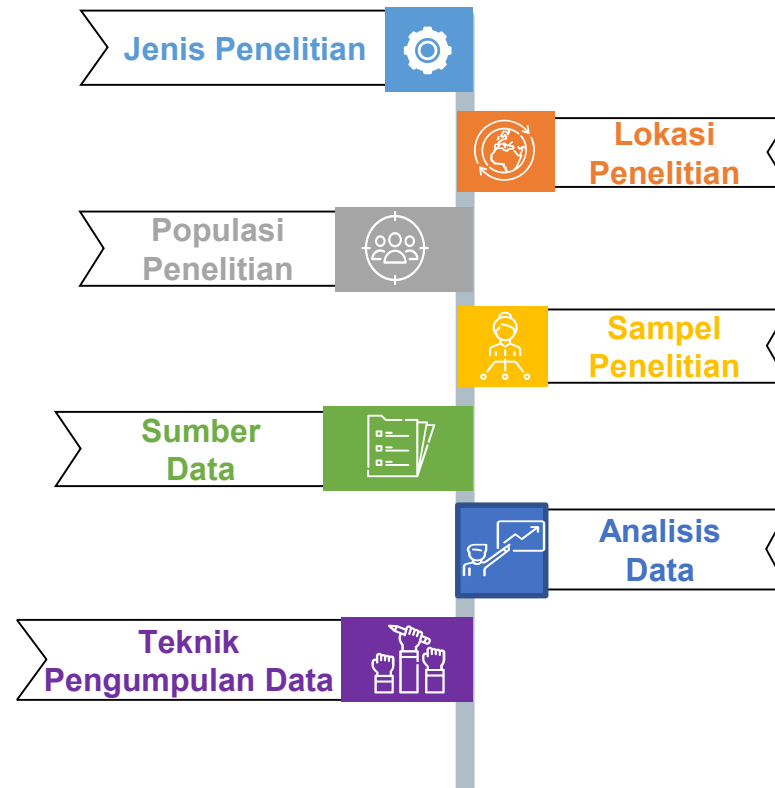 Jenis Penelitian
Lokasi
Penelitian
Populasi
Penelitian
Sampel
Penelitian
Sumber
Data
Analisis
Data
Teknik
Pengumpulan Data